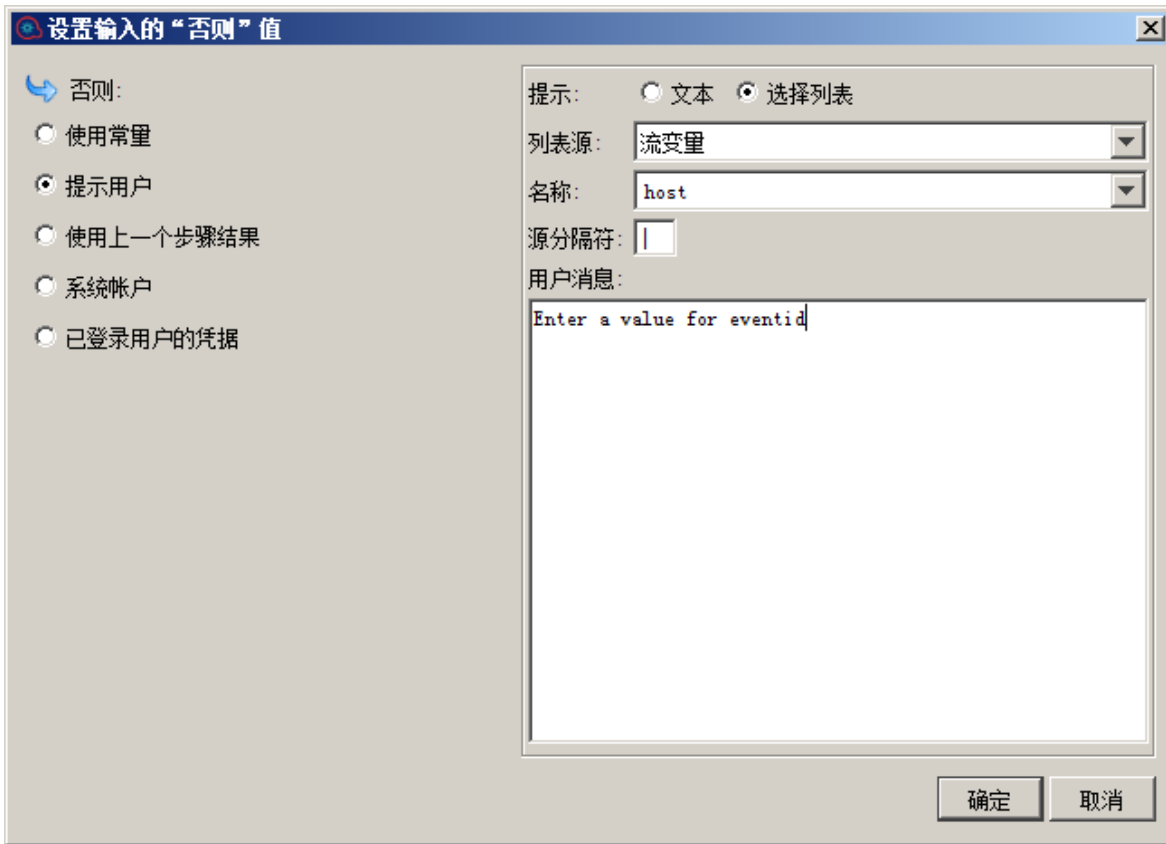 设置输入的“否则”值
否则:
使用常量
提示用户
使用上一个步骤结果
系统帐户
已登录用户的凭据
提示: 文本 选择列表
列表源: 流变量
名称: host
源分隔符: |
用户消息:
Enter a value for eventid
确定 取消